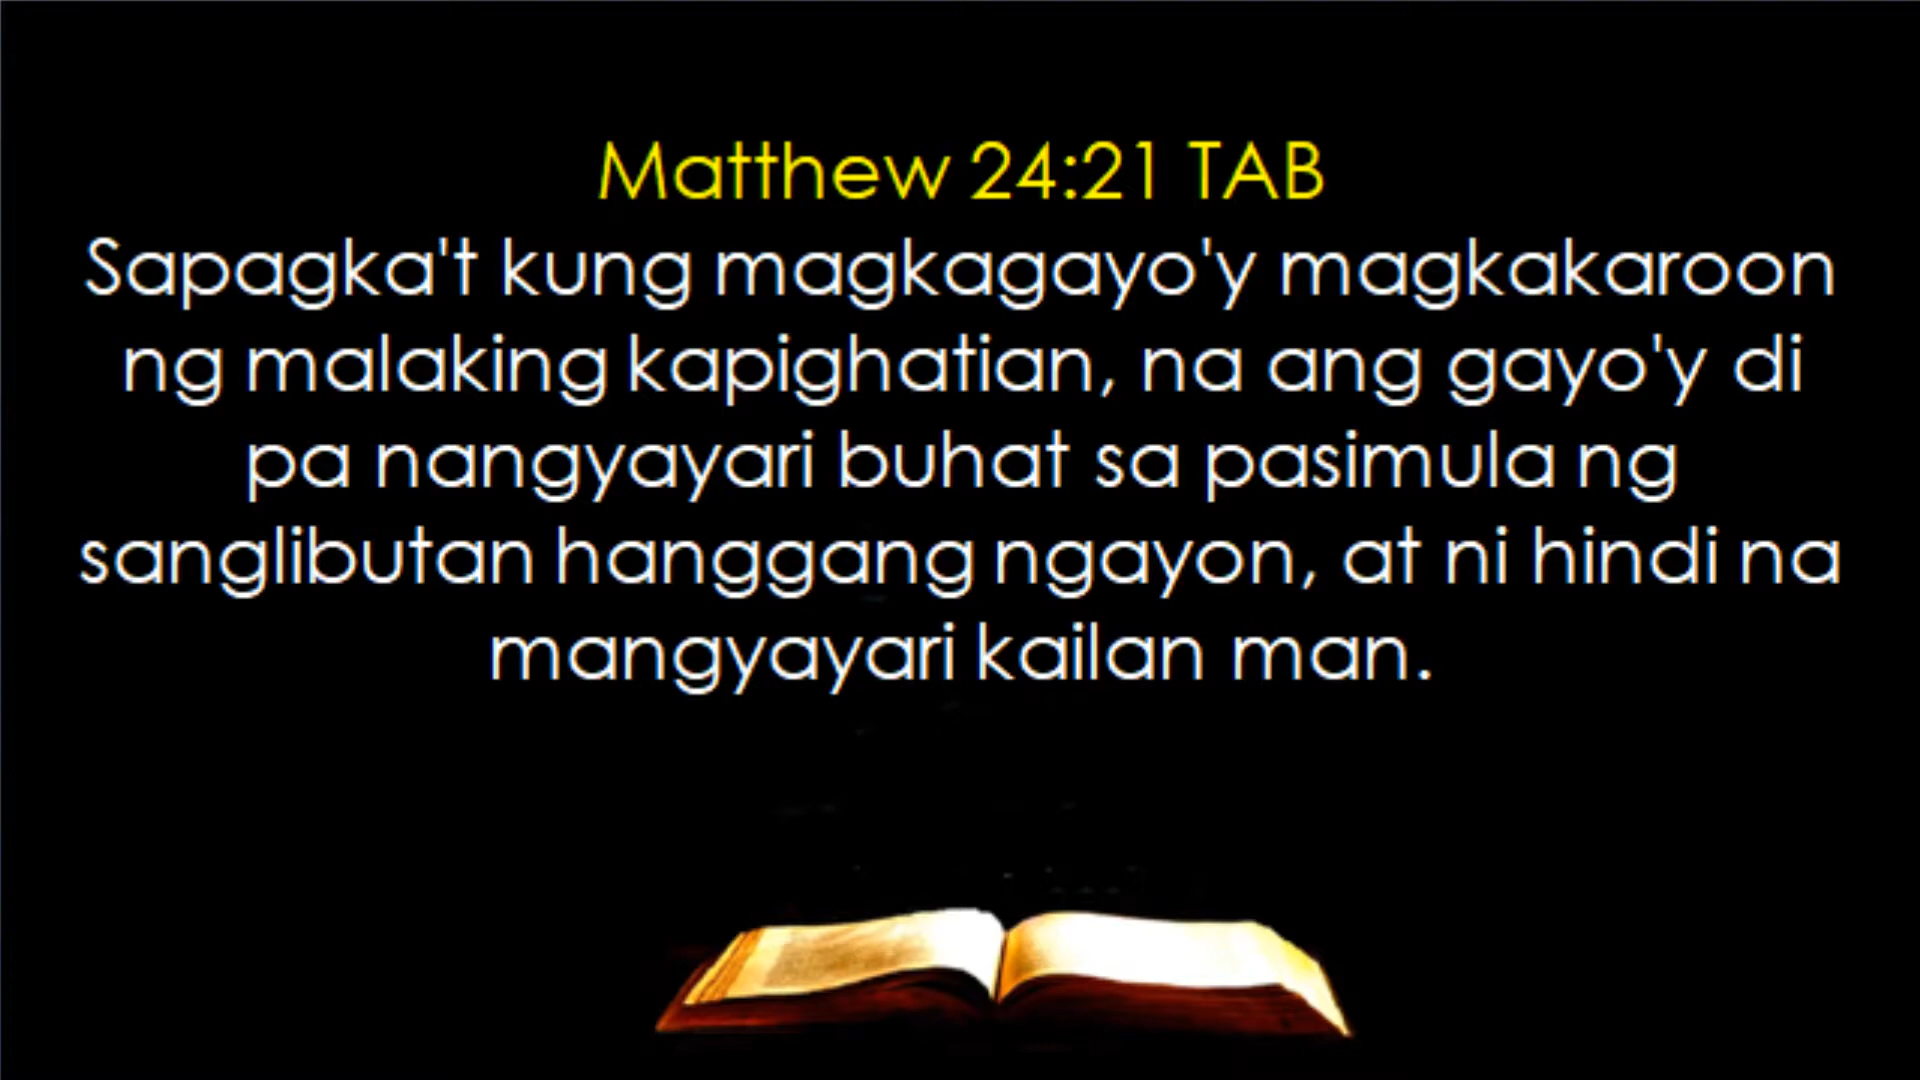 Matthew 24:21 TAB
Sapagka't kung magkagayo'y magkakaroon
ng malaking kapighatian, na ang gayo'y di
pa nangyayari buhat sa pasimula ng
sanglibutan hanggang ngayon, at ni hindi na
mangyayari kailan man.